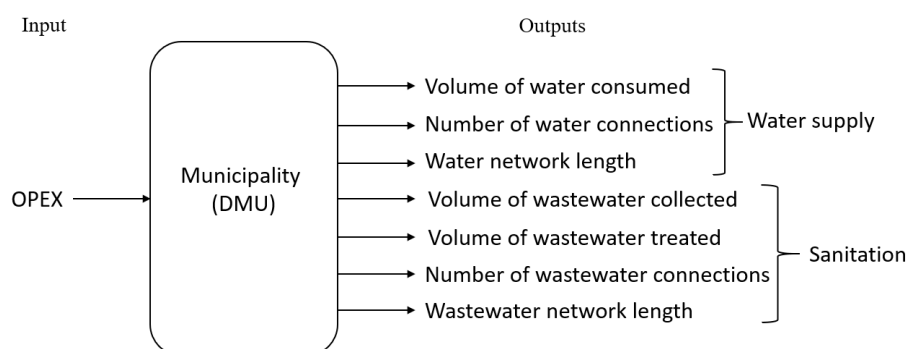 Input
Outputs
OPEX
Municipality
(DMU)
Volume of water consumed
Number of water connections
Water network length
Volume of wastewater collected
Volume of wastewater treated
Number of wastewater connections
Wastewater network length
Water supply
Sanitation